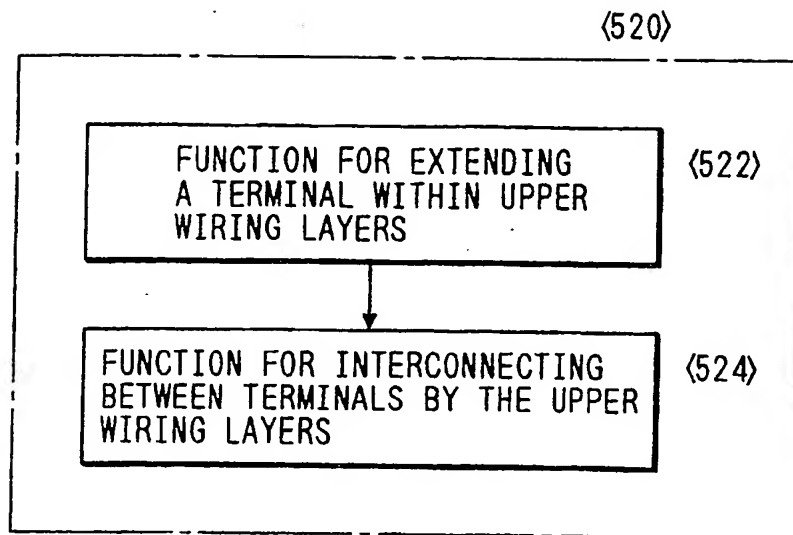 ⟨520⟩
FUNCTION FOR EXTENDING
A TERMINAL WITHIN UPPER
WIRING LAYERS
⟨522⟩
FUNCTION FOR INTERCONNECTING
BETWEEN TERMINALS BY THE UPPER
WIRING LAYERS
⟨524⟩